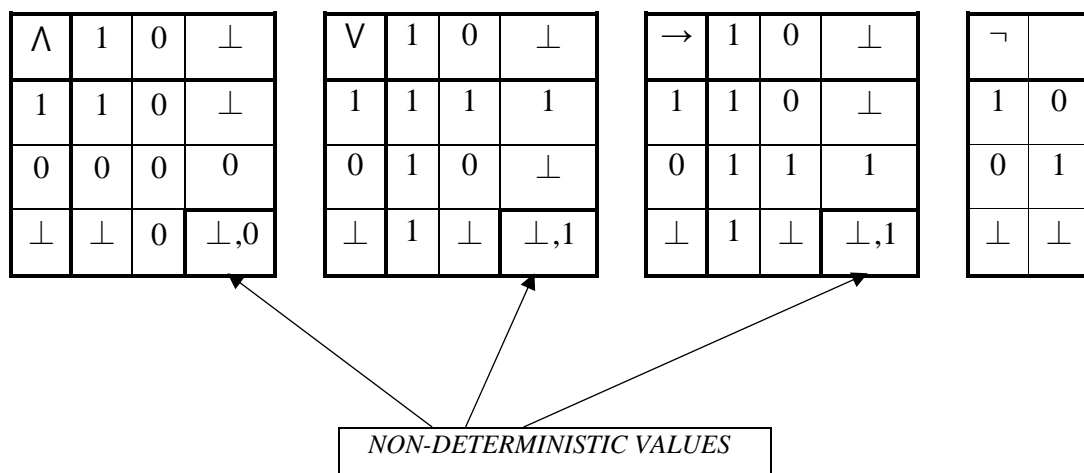 ∧ 1 0 ⊥ ∨ 1 0 ⊥ → 1 0 ⊥ ¬
1 1 0 ⊥ 1 1 1 1 1 1 0 ⊥ 1 0
0 0 0 0 0 1 0 ⊥ 0 1 1 1 0 1
⊥ ⊥ 0 ⊥,0 ⊥ 1 ⊥ ⊥,1 ⊥ 1 ⊥ ⊥,1 ⊥ ⊥
NON-DETERMINISTIC VALUES